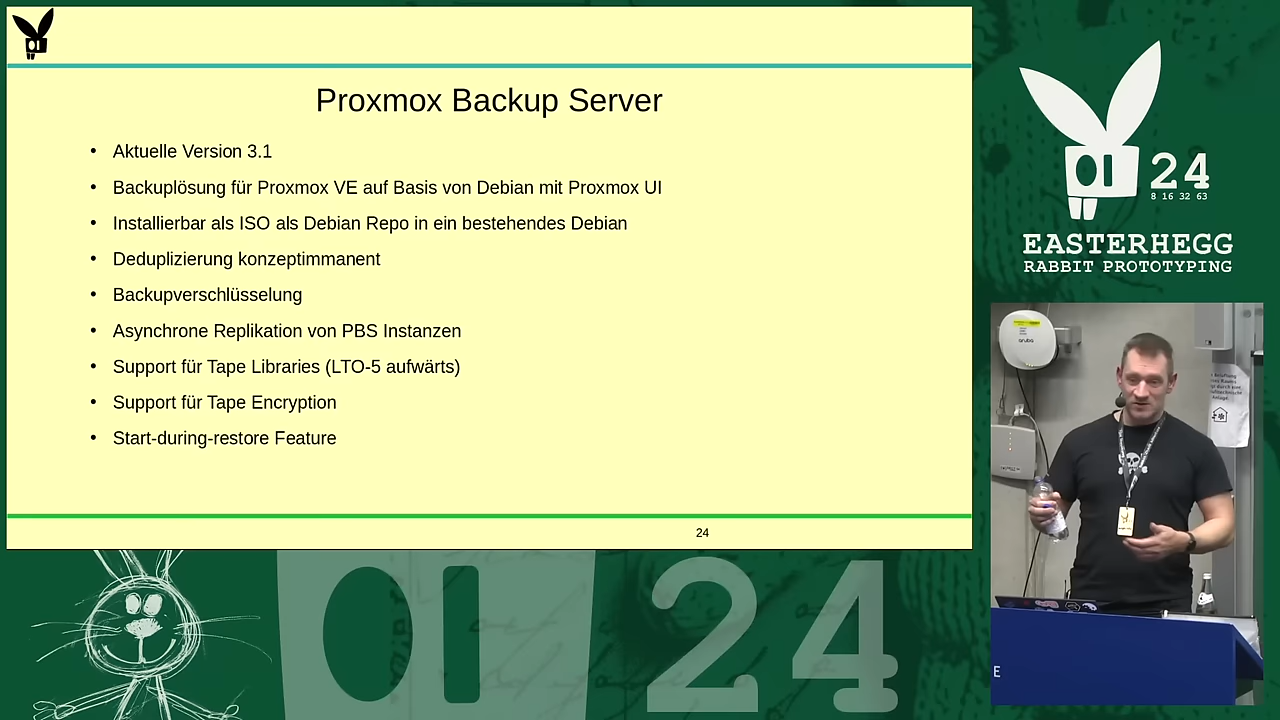 Proxmox Backup Server
• Aktuelle Version 3.1
• Backuplösung für Proxmox VE auf Basis von Debian mit Proxmox UI
• Installierbar als ISO als Debian Repo in ein bestehendes Debian
• Deduplizierung konzeptimmanent
• Backupverschlüsselung
• Asynchrone Replikation von PBS Instanzen
• Support für Tape Libraries (LTO-5 aufwärts)
• Support für Tape Encryption
• Start-during-restore Feature
24
24
8 16 32 63
EASTERHEGG
RABBIT PROTOTYPING
aruba
E
24